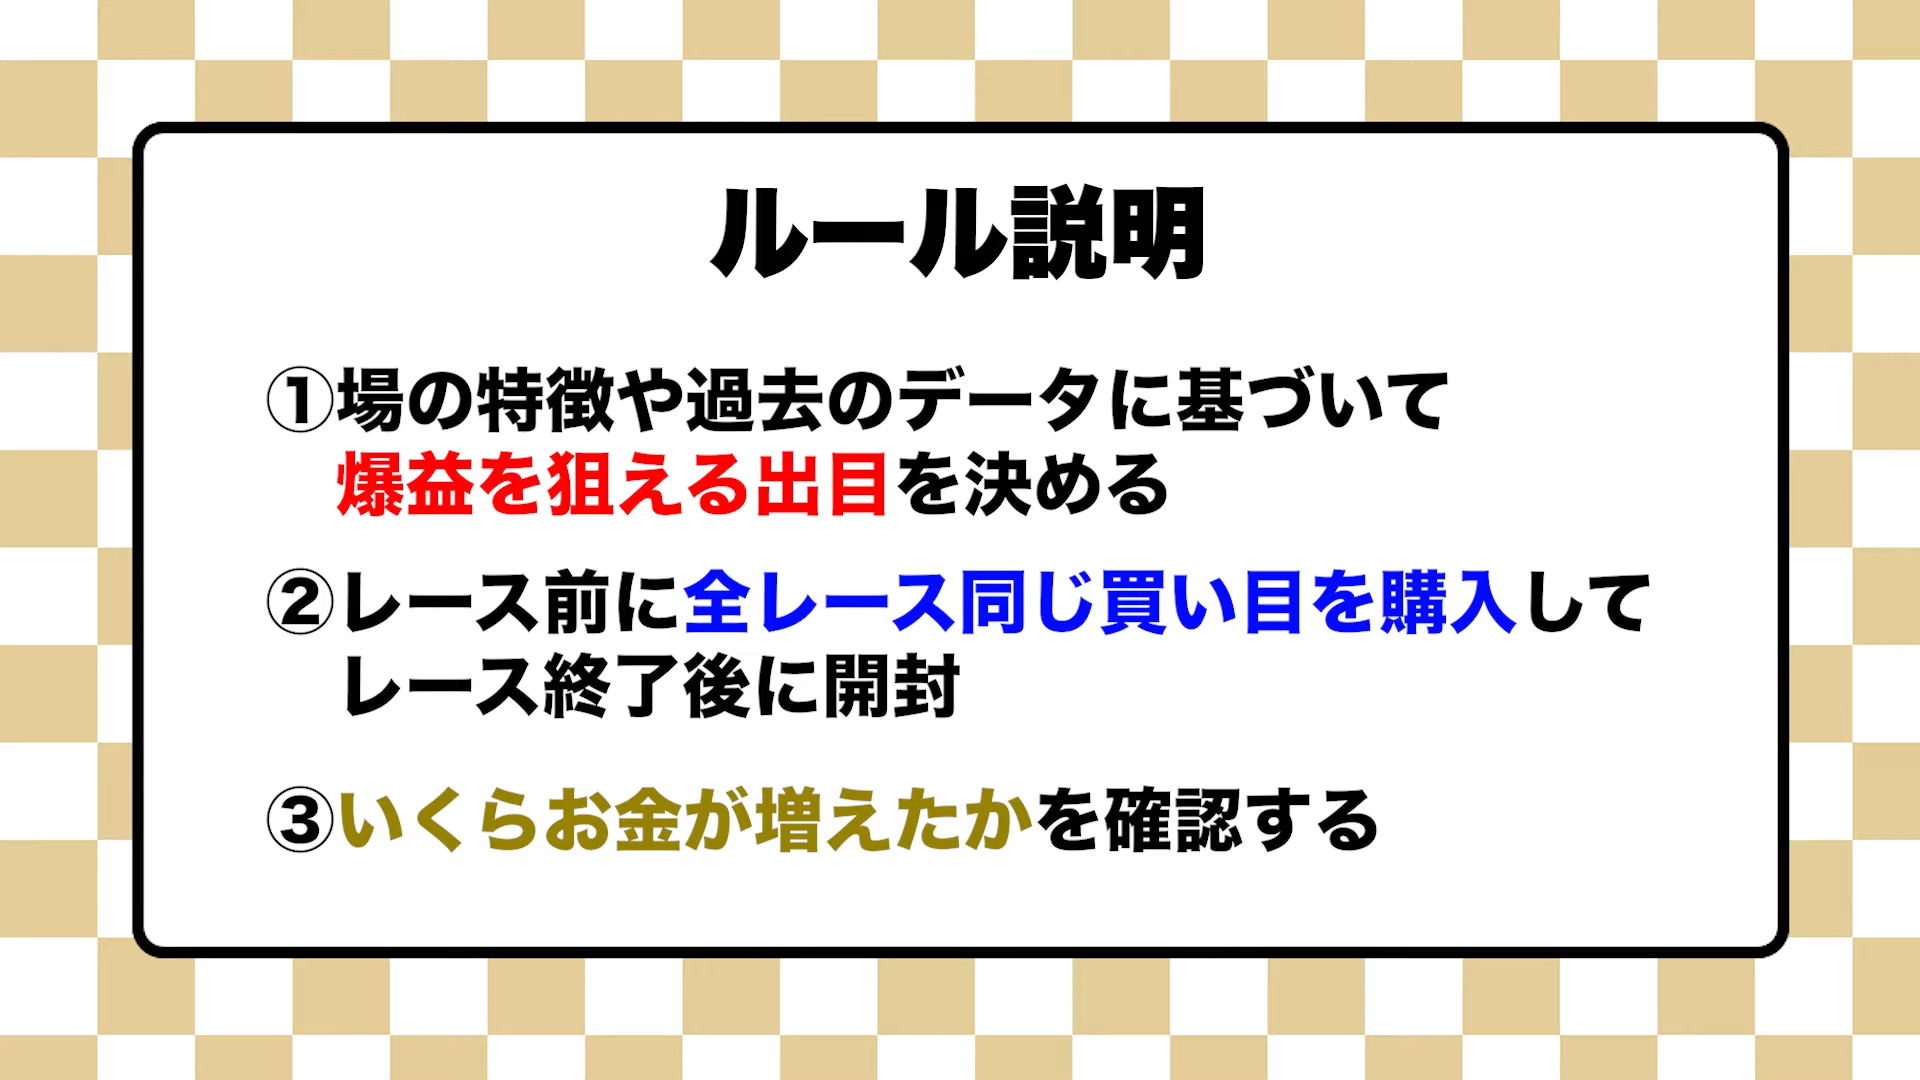 ルール説明
①場の特徴や過去のデータに基づいて
爆益を狙える出目を決める
②レース前に全レース同じ買い目を購入して
レース終了後に開封
③いくらお金が増えたかを確認する